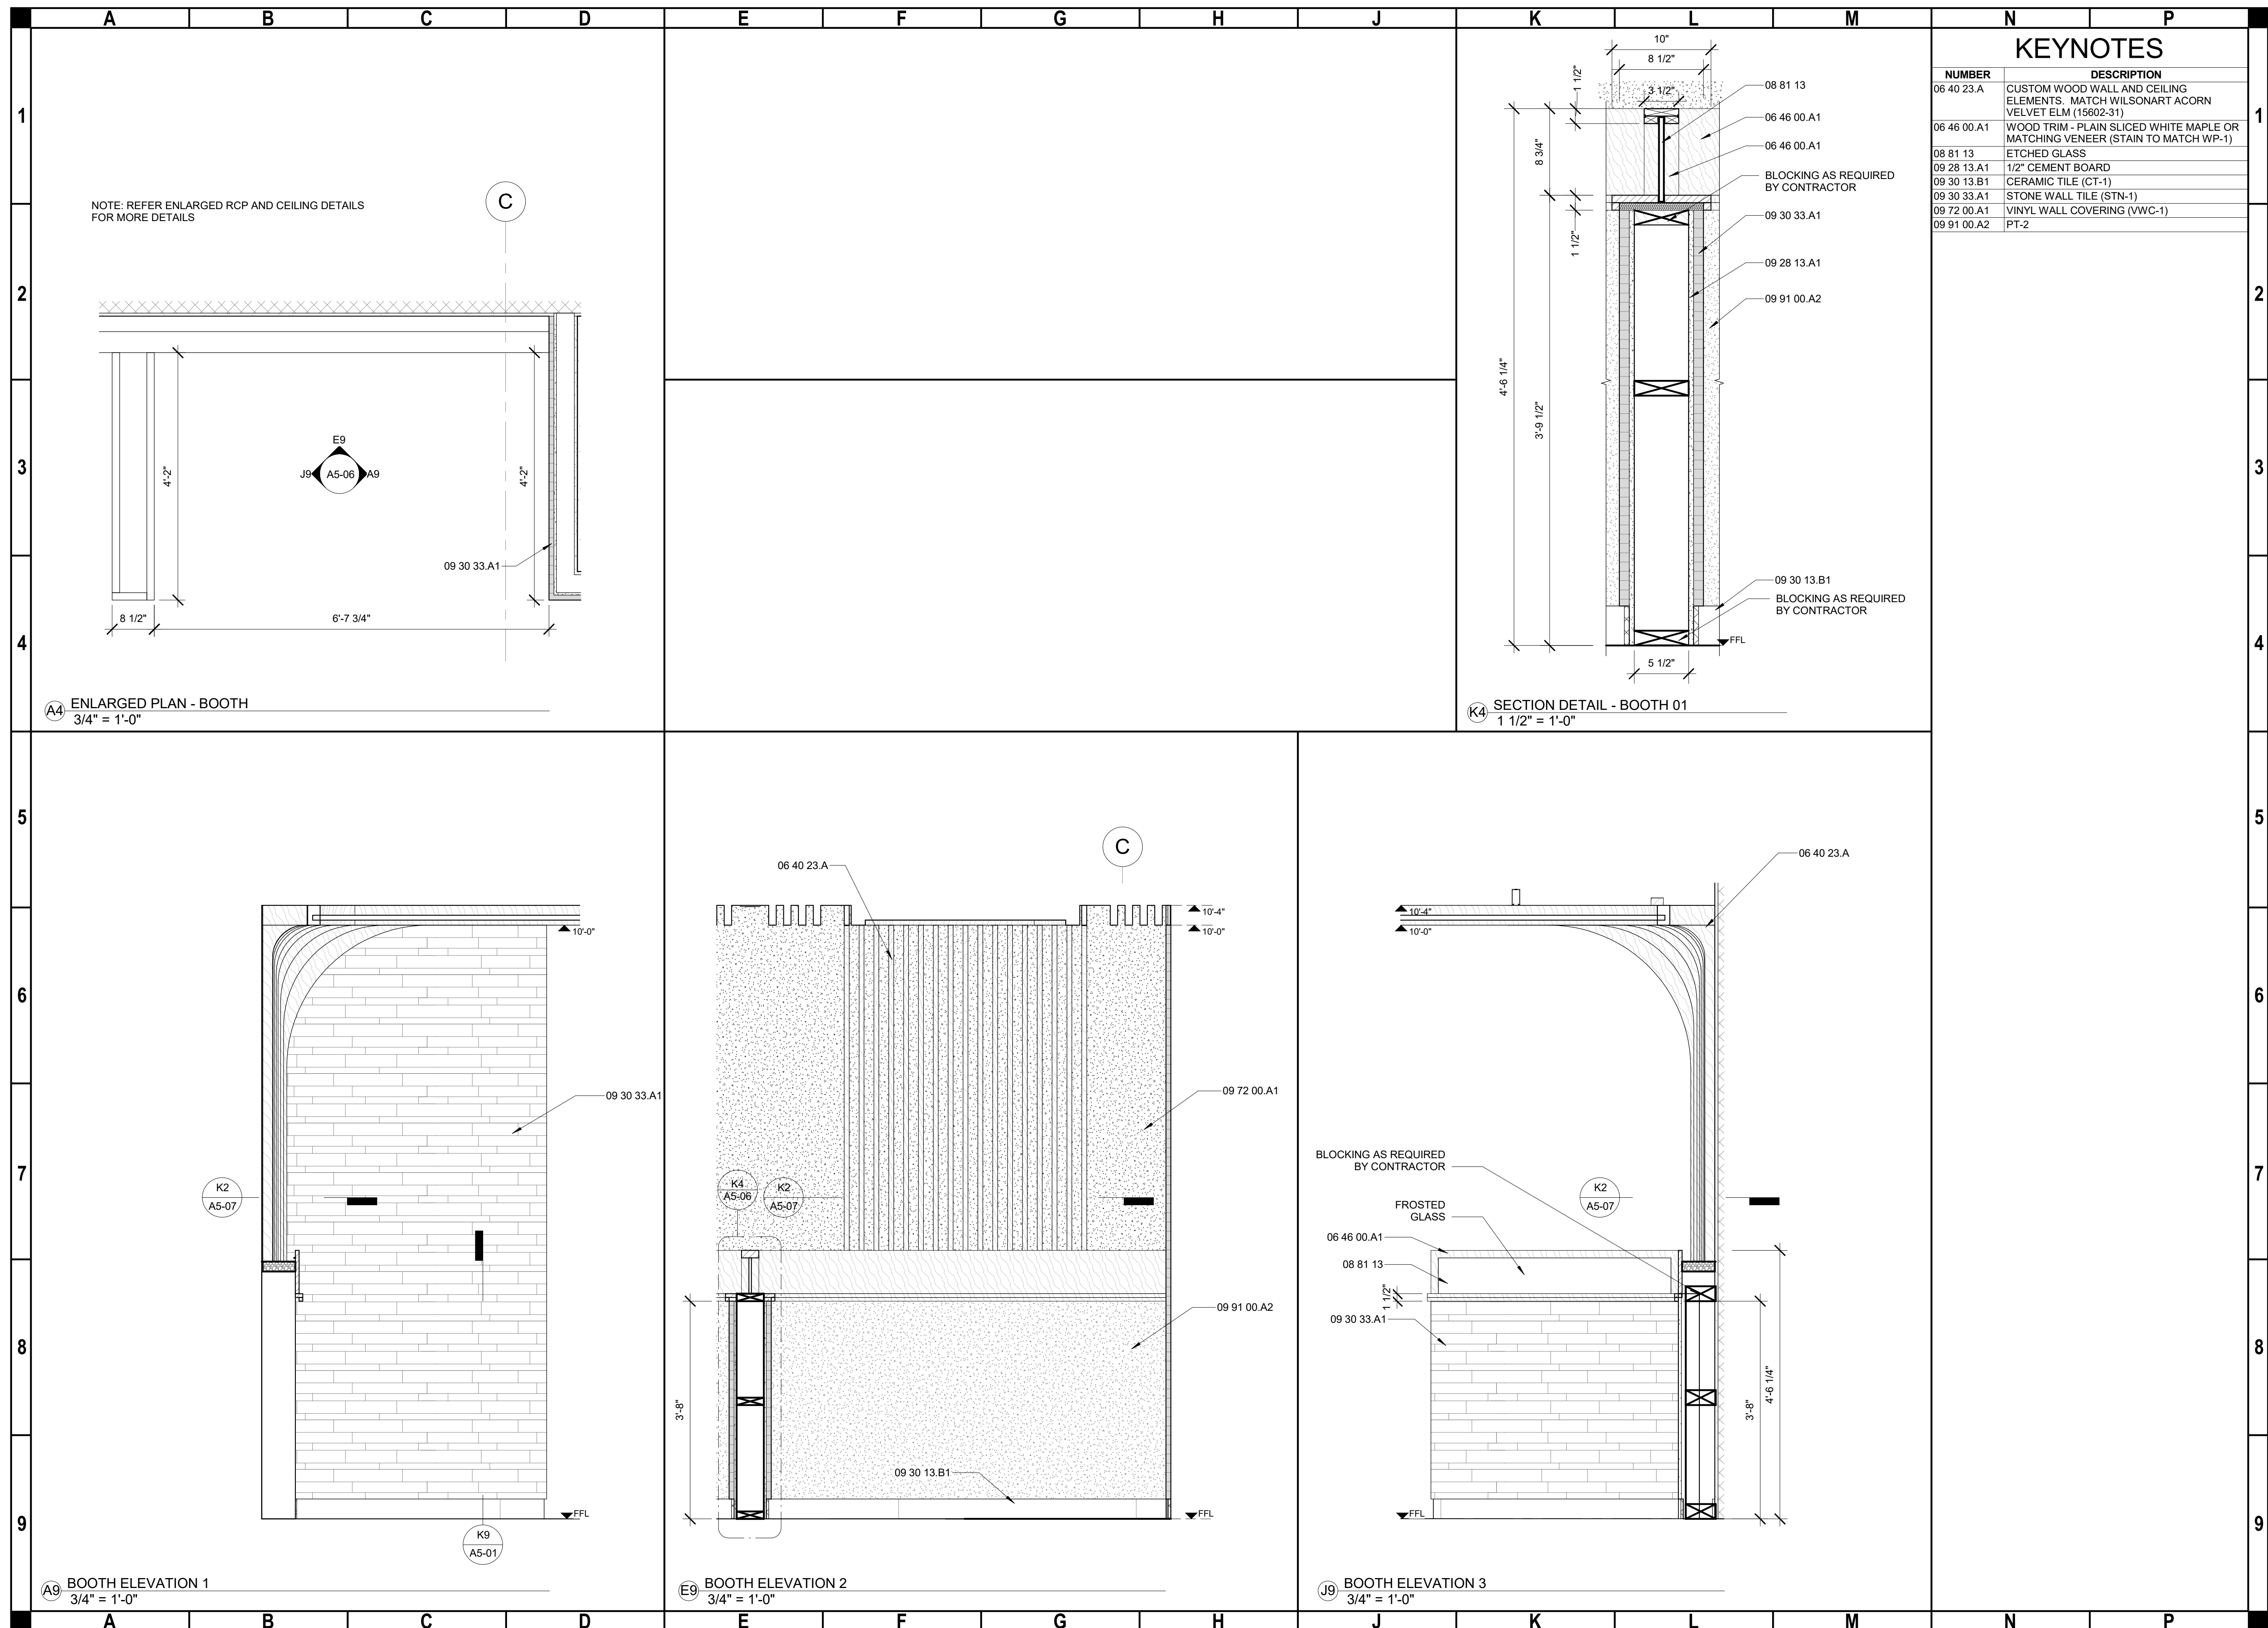 A B C D E F G H J K L M N P
1
2
3
4
5
6
7
8
9
NOTE: REFER ENLARGED RCP AND CEILING DETAILS
FOR MORE DETAILS
C
E9
J9 A5-06 A9
4'-2"
4'-2"
09 30 33.A1
8 1/2"
6'-7 3/4"
A4 ENLARGED PLAN - BOOTH
3/4" = 1'-0"
10"
8 1/2"
1 1/2"
3 1/2"
08 81 13
06 46 00.A1
06 46 00.A1
8 3/4"
BLOCKING AS REQUIRED
BY CONTRACTOR
09 30 33.A1
1 1/2"
09 28 13.A1
09 91 00.A2
4'-6 1/4"
3'-9 1/2"
09 30 13.B1
BLOCKING AS REQUIRED
BY CONTRACTOR
FFL
5 1/2"
K4 SECTION DETAIL - BOOTH 01
1 1/2" = 1'-0"
KEYNOTES
NUMBER DESCRIPTION
06 40 23.A CUSTOM WOOD WALL AND CEILING
ELEMENTS. MATCH WILSONART ACORN
VELVET ELM (15602-31)
06 46 00.A1 WOOD TRIM - PLAIN SLICED WHITE MAPLE OR
MATCHING VENEER (STAIN TO MATCH WP-1)
08 81 13 ETCHED GLASS
09 28 13.A1 1/2" CEMENT BOARD
09 30 13.B1 CERAMIC TILE (CT-1)
09 30 33.A1 STONE WALL TILE (STN-1)
09 72 00.A1 VINYL WALL COVERING (VWC-1)
09 91 00.A2 PT-2
10'-0"
09 30 33.A1
K2
A5-07
FFL
K9
A5-01
A9 BOOTH ELEVATION 1
3/4" = 1'-0"
C
06 40 23.A
10'-4"
10'-0"
09 72 00.A1
K4
A5-06
K2
A5-07
09 91 00.A2
3'-8"
09 30 13.B1
FFL
E9 BOOTH ELEVATION 2
3/4" = 1'-0"
06 40 23.A
10'-4"
10'-0"
BLOCKING AS REQUIRED
BY CONTRACTOR
K2
A5-07
FROSTED
GLASS
06 46 00.A1
08 81 13
1 1/2"
09 30 33.A1
3'-8"
4'-6 1/4"
FFL
J9 BOOTH ELEVATION 3
3/4" = 1'-0"
1
2
3
4
5
6
7
8
9
A B C D E F G H J K L M N P